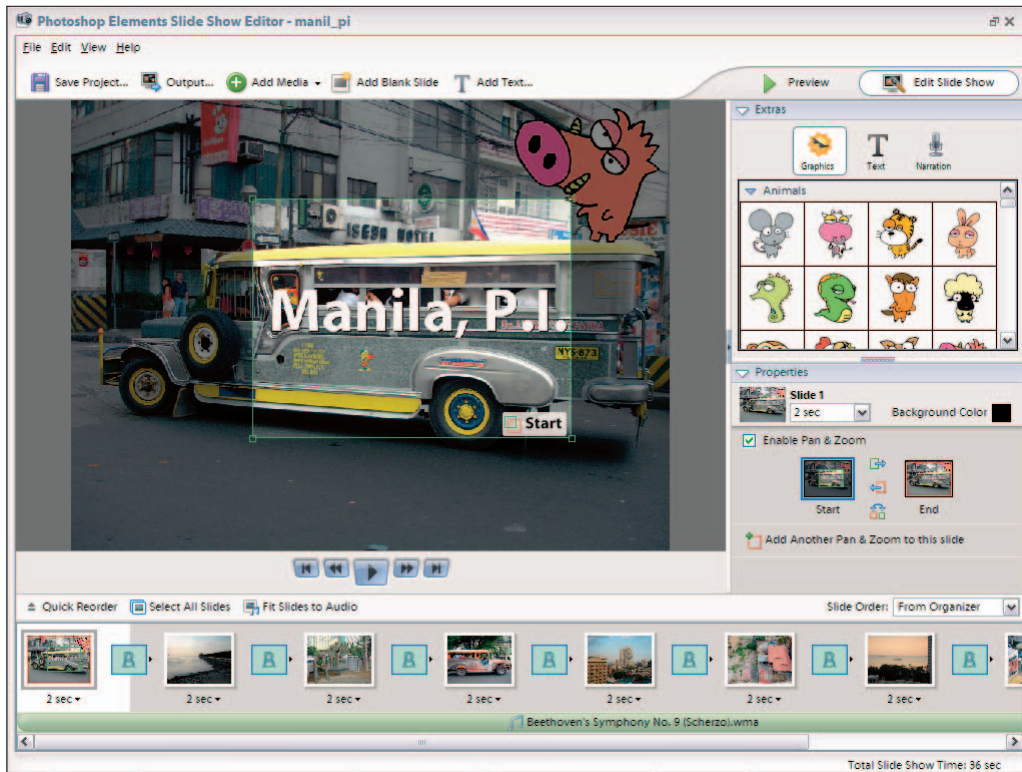 Photoshop Elements Slide Show Editor - manil_pi
File Edit View Help
Save Project... Output... Add Media Add Blank Slide Add Text... Preview Edit Slide Show
Extras
Graphics Text Narration
Animals
ISEYA HOTEL
Manila, P.I.
NYS 873
Start
Properties
Slide 1
2 sec Background Color
Enable Pan & Zoom
Start End
Add Another Pan & Zoom to this slide
Quick Reorder Select All Slides Fit Slides to Audio Slide Order: From Organizer
2 sec 2 sec 2 sec 2 sec 2 sec 2 sec 2 sec
Beethoven's Symphony No. 9 (Scherzo).wma
Total Slide Show Time: 36 sec